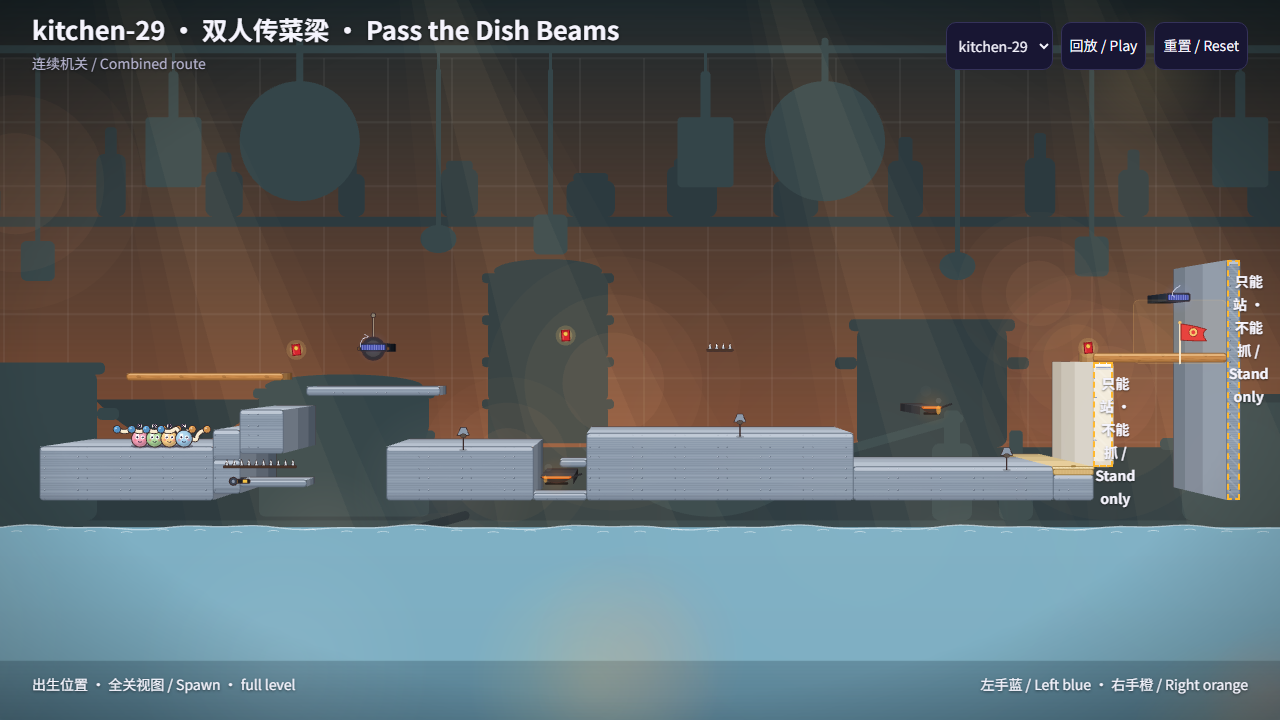 kitchen-29 · 双人传菜梁 · Pass the Dish Beams
连续机关 / Combined route
kitchen-29
回放 / Play
重置 / Reset
只能
站 ·
不能
抓 /
Stand
only
只能
站 ·
不能
抓 /
Stand
only
出生位置 · 全关视图 / Spawn · full level
左手蓝 / Left blue · 右手橙 / Right orange